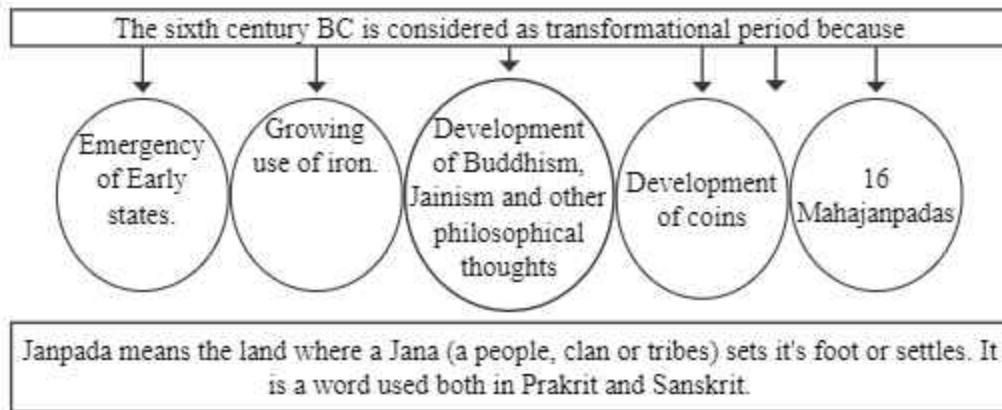 The sixth century BC is considered as transformational period because
Emergency
of Early
states.
Growing
use of iron.
Development
of Buddhism,
Jainism and other
philosophical
thoughts
Development
of coins
16
Mahajanpadas
Janpada means the land where a Jana (a people, clan or tribes) sets it's foot or settles. It
is a word used both in Prakrit and Sanskrit.